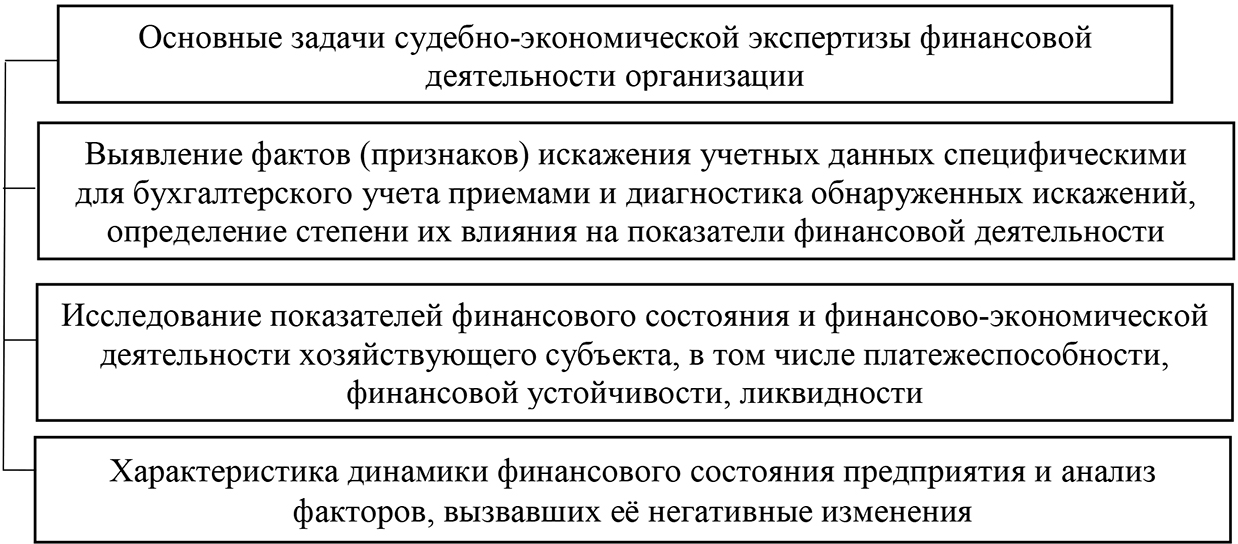 Основные задачи судебно-экономической экспертизы финансовой
деятельности организации
Выявление фактов (признаков) искажения учетных данных специфическими
для бухгалтерского учета приемами и диагностика обнаруженных искажений,
определение степени их влияния на показатели финансовой деятельности
Исследование показателей финансового состояния и финансово-экономической
деятельности хозяйствующего субъекта, в том числе платежеспособности,
финансовой устойчивости, ликвидности
Характеристика динамики финансового состояния предприятия и анализ
факторов, вызвавших её негативные изменения